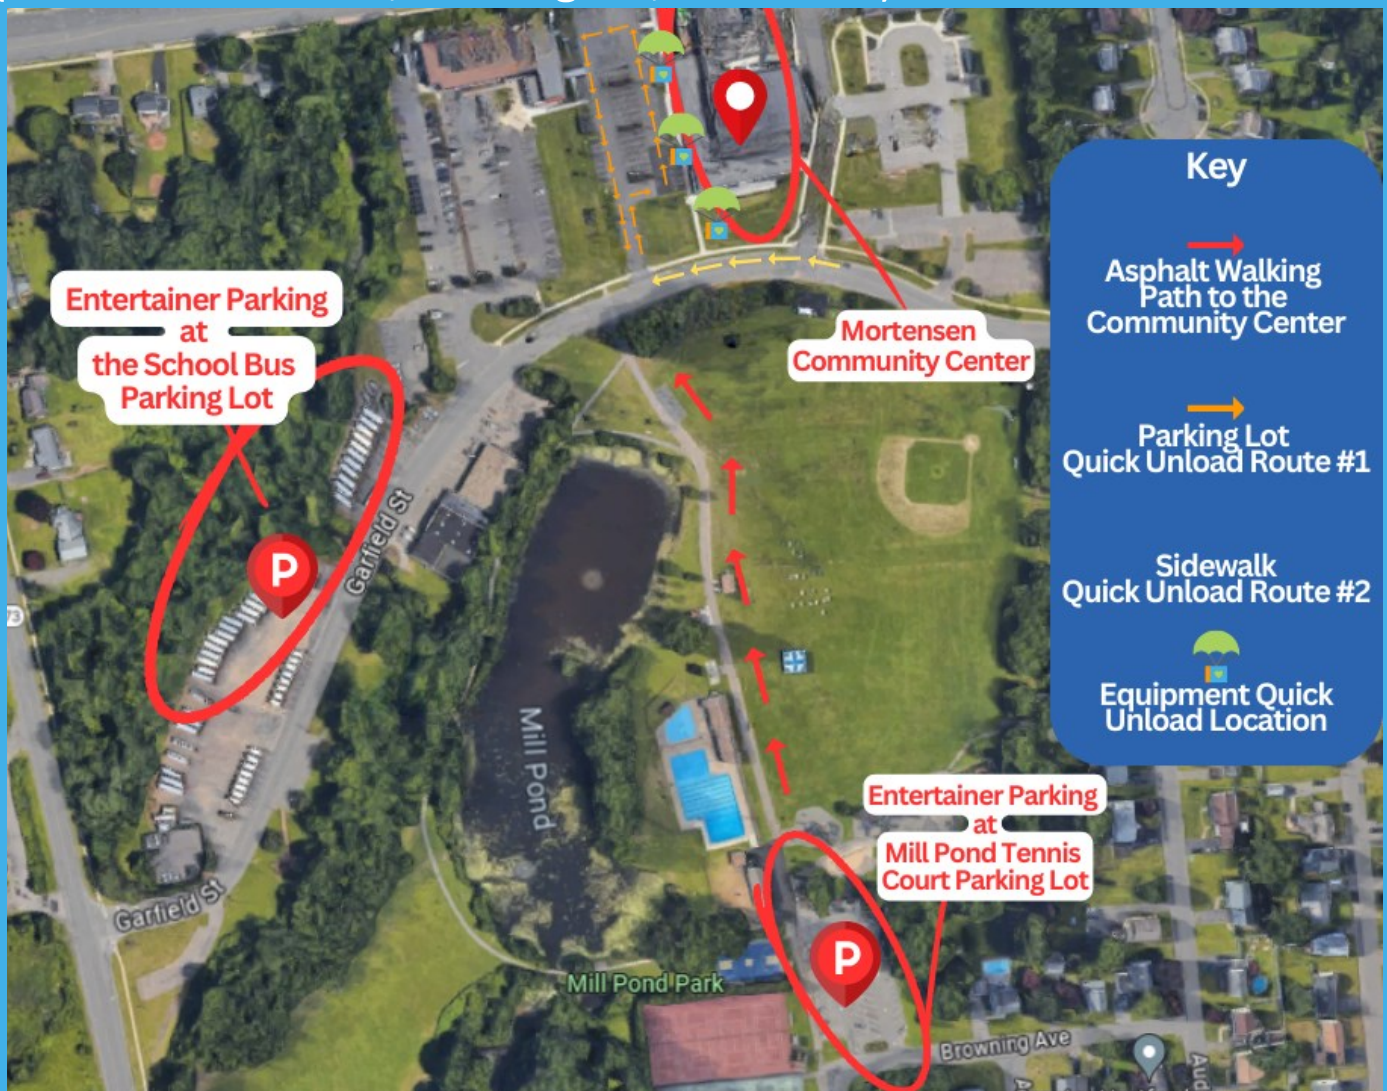 Key
Asphalt Walking
Path to the
Community Center
Parking Lot
Quick Unload Route #1
Sidewalk
Quick Unload Route #2
Equipment Quick
Unload Location
Entertainer Parking
at
the School Bus
Parking Lot
P
Mortensen
Community Center
Garfield St
Mill Pond
Garfield St
Entertainer Parking
at
Mill Pond Tennis
Court Parking Lot
P
Mill Pond Park
Browning Ave